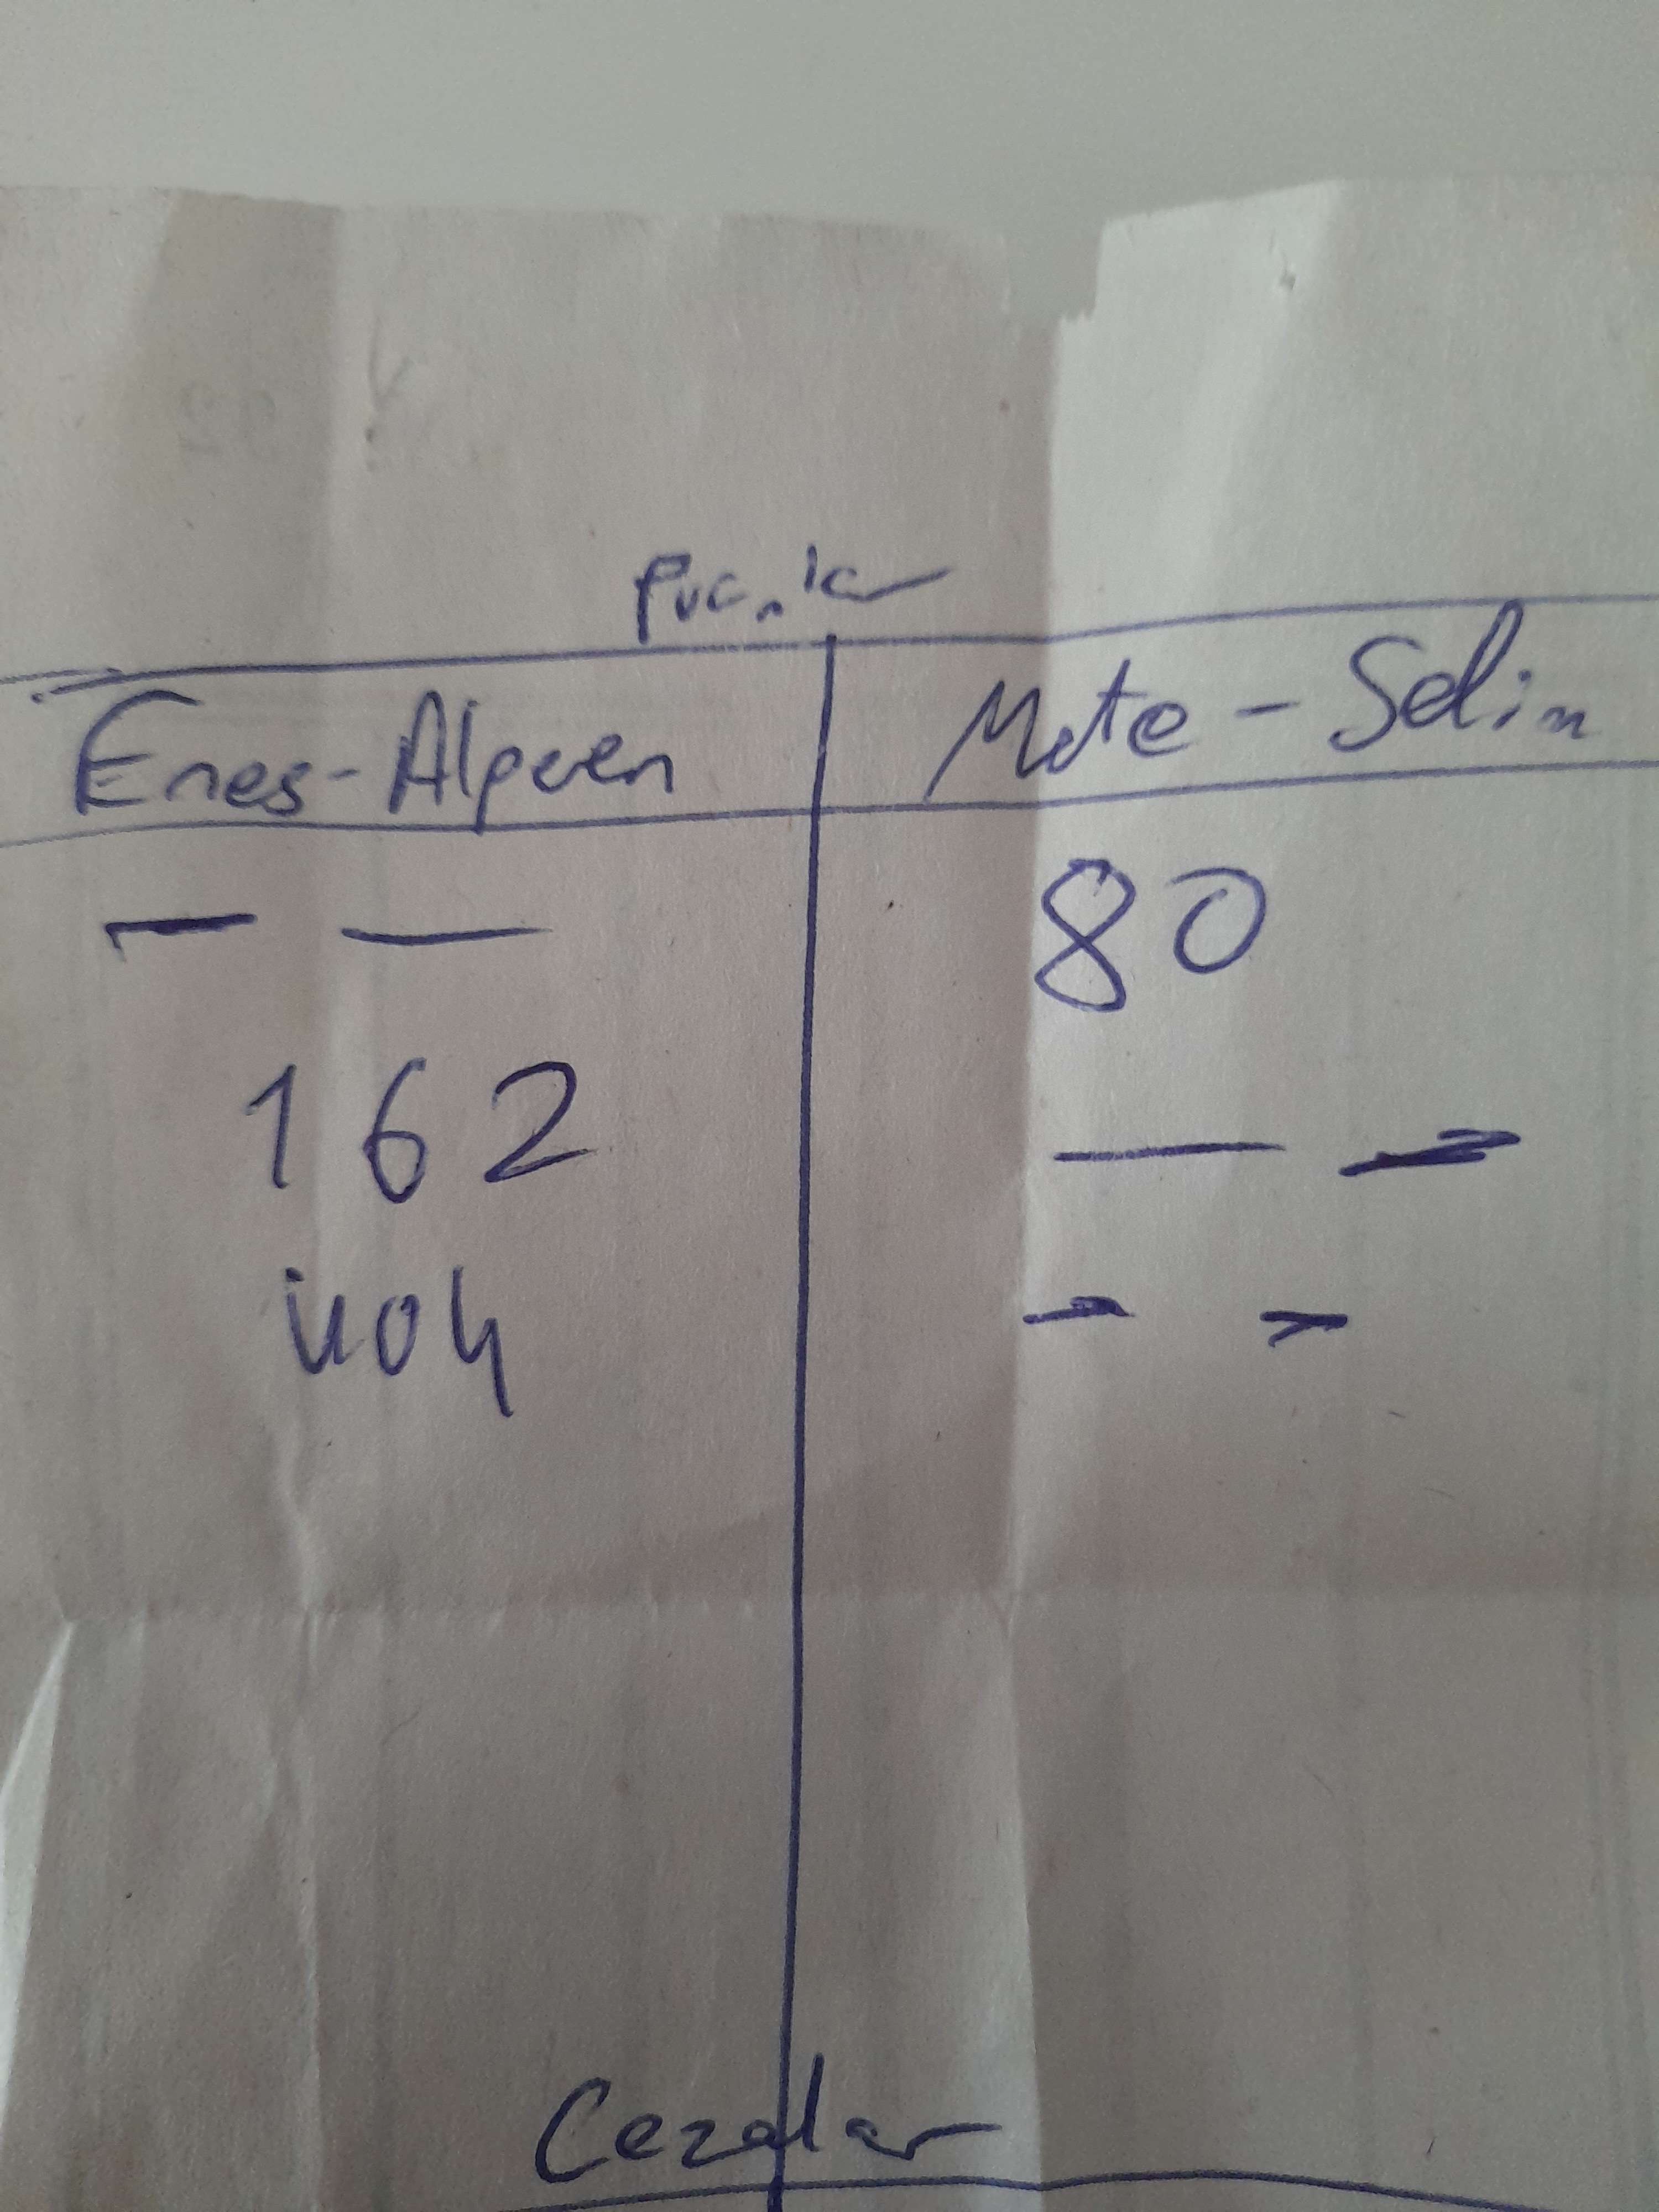 Puanlar
Enes-Alperen Mete-Selin
— — 80
162 — —
404 — —
Cezalar